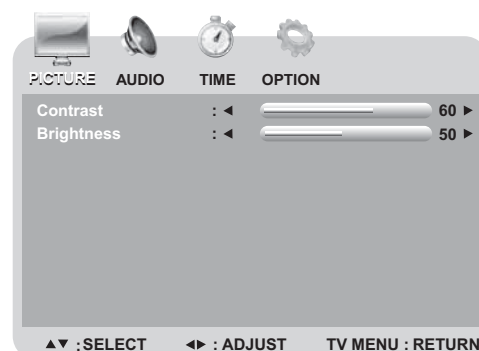 PICTURE AUDIO TIME OPTION
Contrast : ◄ 60 ►
Brightness : ◄ 50 ►
▲▼ :SELECT ◄► : ADJUST TV MENU : RETURN